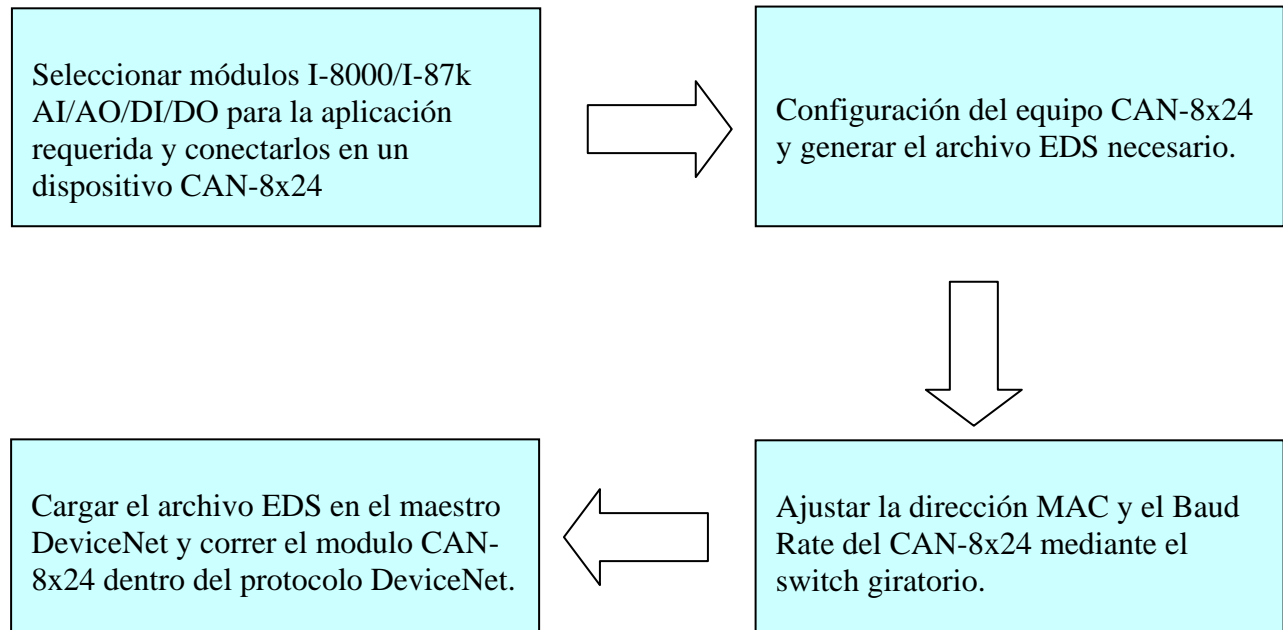 Seleccionar módulos I-8000/I-87k
AI/AO/DI/DO para la aplicación
requerida y conectarlos en un
dispositivo CAN-8x24
Configuración del equipo CAN-8x24
y generar el archivo EDS necesario.
Ajustar la dirección MAC y el Baud
Rate del CAN-8x24 mediante el
switch giratorio.
Cargar el archivo EDS en el maestro
DeviceNet y correr el modulo CAN-
8x24 dentro del protocolo DeviceNet.